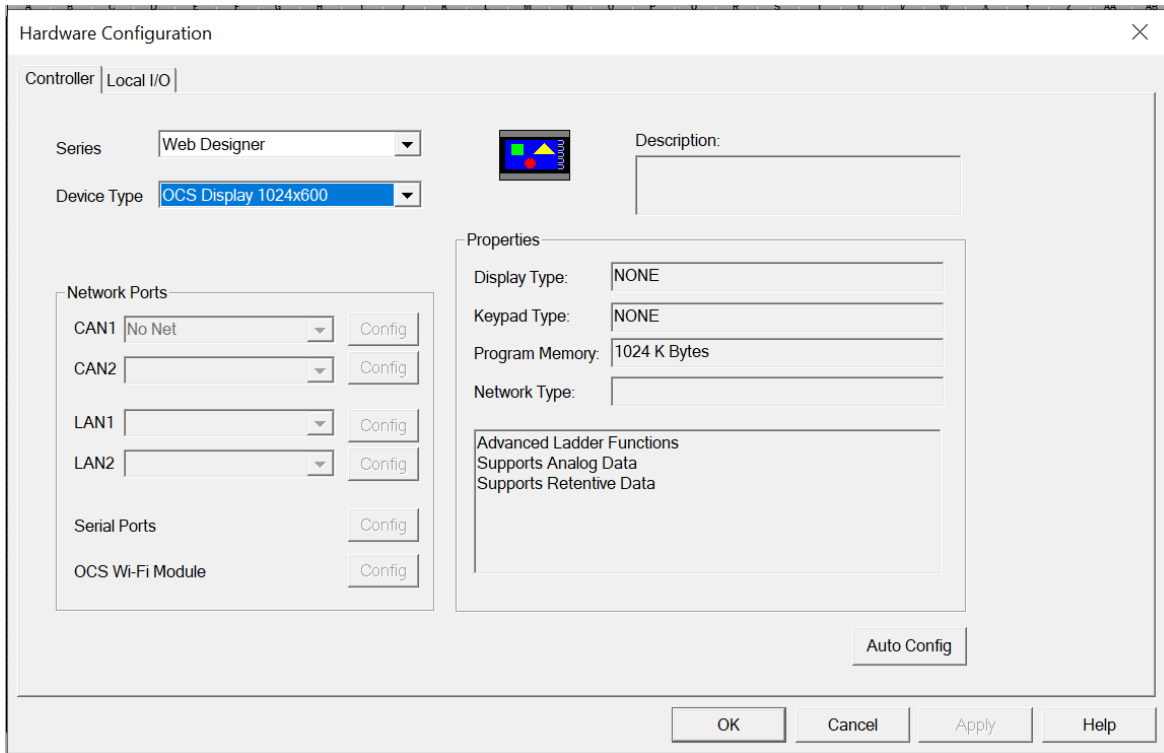 A B C D E F G H I J K L M N O P Q R S T U V W X Y Z AA AB
Hardware Configuration
Controller Local I/O
Series Web Designer
Description:
Device Type OCS Display 1024x600
Properties
Display Type: NONE
Network Ports
CAN1 No Net Config
Keypad Type: NONE
Program Memory: 1024 K Bytes
CAN2 Config
Network Type:
LAN1 Config
Advanced Ladder Functions
LAN2 Config
Supports Analog Data
Supports Retentive Data
Serial Ports Config
OCS Wi-Fi Module Config
Auto Config
OK Cancel Apply Help